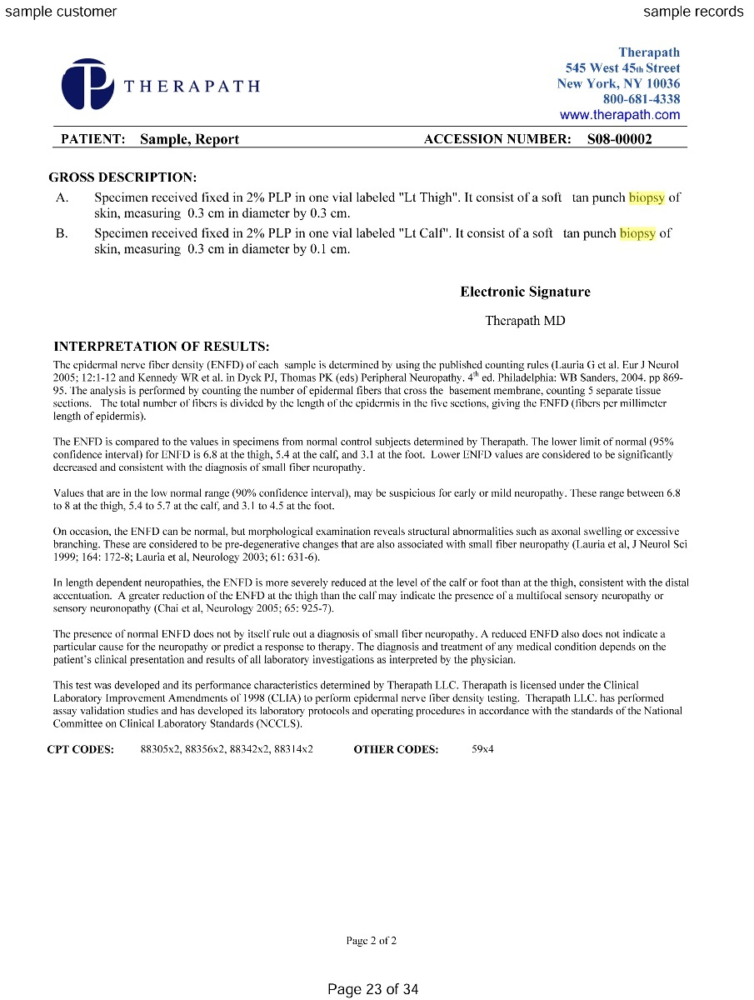 sample customer
sample records
THERAPATH
Therapath
545 West 45th Street
New York, NY 10036
800-681-4338
www.therapath.com
PATIENT: Sample, Report ACCESSION NUMBER: S08-00002
GROSS DESCRIPTION:
A. Specimen received fixed in 2% PLP in one vial labeled "Lt Thigh". It consist of a soft tan punch biopsy of
skin, measuring 0.3 cm in diameter by 0.3 cm.
B. Specimen received fixed in 2% PLP in one vial labeled "Lt Calf". It consist of a soft tan punch biopsy of
skin, measuring 0.3 cm in diameter by 0.1 cm.
Electronic Signature
Therapath MD
INTERPRETATION OF RESULTS:
The epidermal nerve fiber density (ENFD) of each sample is determined by using the published counting rules (Lauria G et al. Eur J Neurol
2005; 12:1-12 and Kennedy WR et al. in Dyck PJ, Thomas PK (eds) Peripheral Neuropathy. 4th ed. Philadelphia: WB Sanders, 2004. pp 869-
95. The analysis is performed by counting the number of epidermal fibers that cross the basement membrane, counting 5 separate tissue
sections. The total number of fibers is divided by the length of the epidermis in the five sections, giving the ENFD (fibers per millimeter
length of epidermis).
The ENFD is compared to the values in specimens from normal control subjects determined by Therapath. The lower limit of normal (95%
confidence interval) for ENFD is 6.8 at the thigh, 5.4 at the calf, and 3.1 at the foot. Lower ENFD values are considered to be significantly
decreased and consistent with the diagnosis of small fiber neuropathy.
Values that are in the low normal range (90% confidence interval), may be suspicious for early or mild neuropathy. These range between 6.8
to 8 at the thigh, 5.4 to 5.7 at the calf, and 3.1 to 4.5 at the foot.
On occasion, the ENFD can be normal, but morphological examination reveals structural abnormalities such as axonal swelling or excessive
branching. These are considered to be pre-degenerative changes that are also associated with small fiber neuropathy (Lauria et al, J Neurol Sci
1999; 164: 172-8; Lauria et al, Neurology 2003; 61: 631-6).
In length dependent neuropathies, the ENFD is more severely reduced at the level of the calf or foot than at the thigh, consistent with the distal
accentuation. A greater reduction of the ENFD at the thigh than the calf may indicate the presence of a multifocal sensory neuropathy or
sensory neuronopathy (Chai et al, Neurology 2005; 65: 925-7).
The presence of normal ENFD does not by itself rule out a diagnosis of small fiber neuropathy. A reduced ENFD also does not indicate a
particular cause for the neuropathy or predict a response to therapy. The diagnosis and treatment of any medical condition depends on the
patient's clinical presentation and results of all laboratory investigations as interpreted by the physician.
This test was developed and its performance characteristics determined by Therapath LLC. Therapath is licensed under the Clinical
Laboratory Improvement Amendments of 1998 (CLIA) to perform epidermal nerve fiber density testing. Therapath LLC. has performed
assay validation studies and has developed its laboratory protocols and operating procedures in accordance with the standards of the National
Committee on Clinical Laboratory Standards (NCCLS).
CPT CODES: 88305x2, 88356x2, 88342x2, 88314x2 OTHER CODES: 59x4
Page 2 of 2
Page 23 of 34